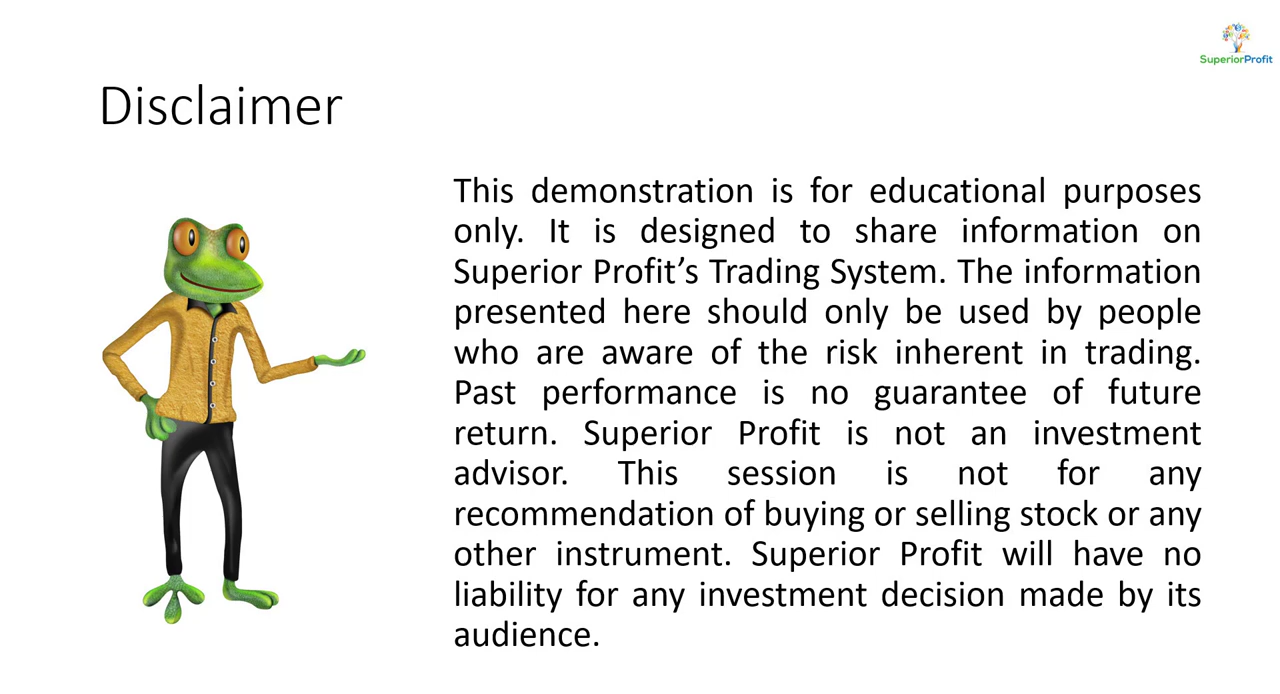 SuperiorProfit
Disclaimer
This demonstration is for educational purposes
only. It is designed to share information on
Superior Profit’s Trading System. The information
presented here should only be used by people
who are aware of the risk inherent in trading.
Past performance is no guarantee of future
return. Superior Profit is not an investment
advisor. This session is not for any
recommendation of buying or selling stock or any
other instrument. Superior Profit will have no
liability for any investment decision made by its
audience.